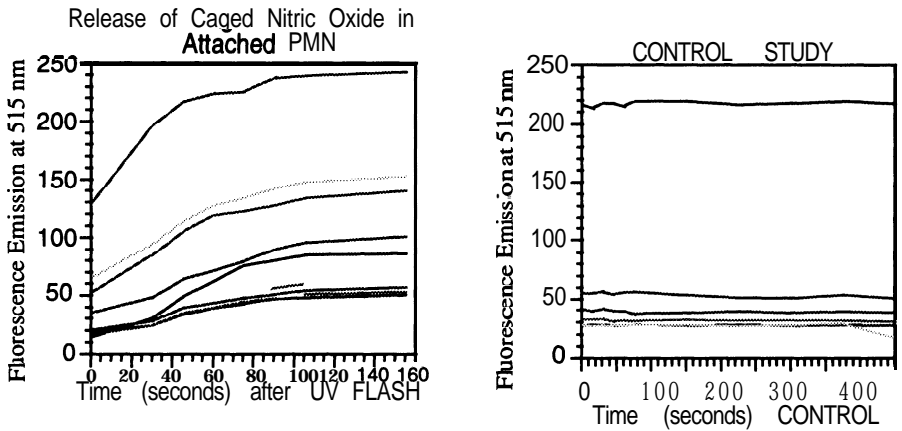 Release of Caged Nitric Oxide in
Attached PMN
Fluorescence Emission at 515 nm
250
200
150
100
50
0
0 20 40 60 80 100 120 140 160
Time (seconds) after UV FLASH
CONTROL STUDY
Fluorescence Emission at 515 nm
250
200
150
100
50
0
0 100 200 300 400
Time (seconds) CONTROL